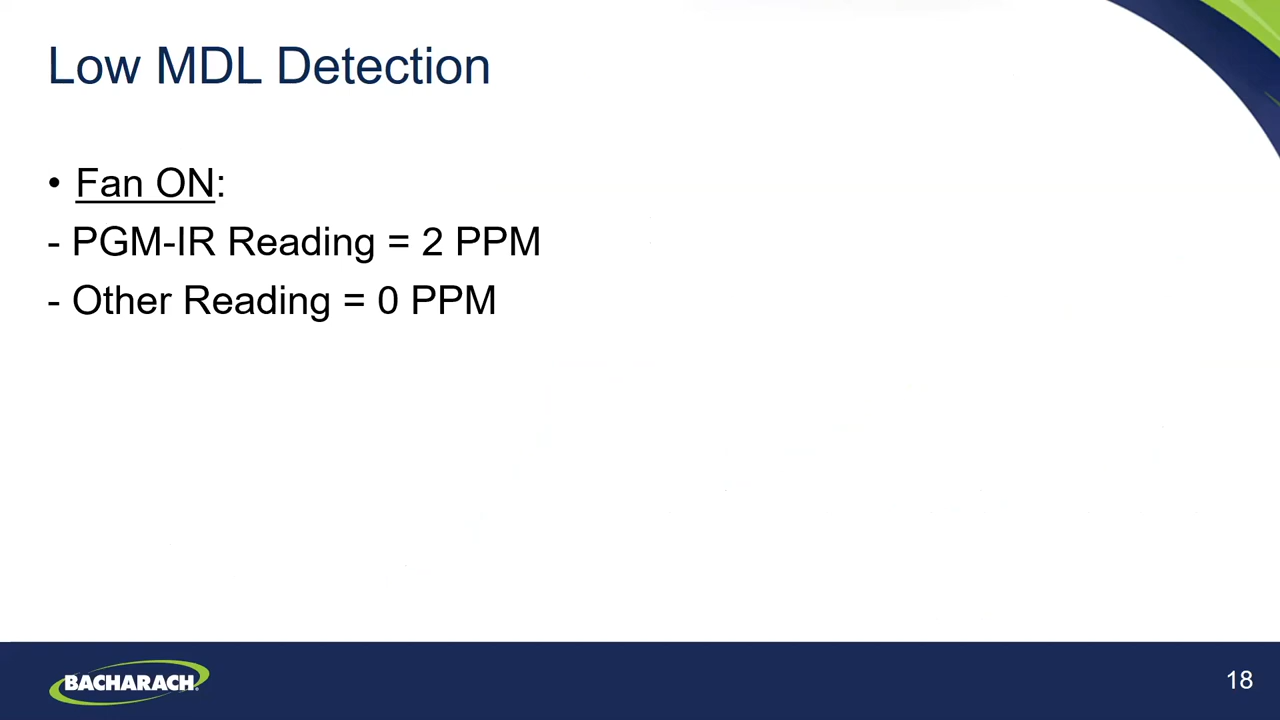 Low MDL Detection
• Fan ON:
- PGM-IR Reading = 2 PPM
- Other Reading = 0 PPM
BACHARACH
18